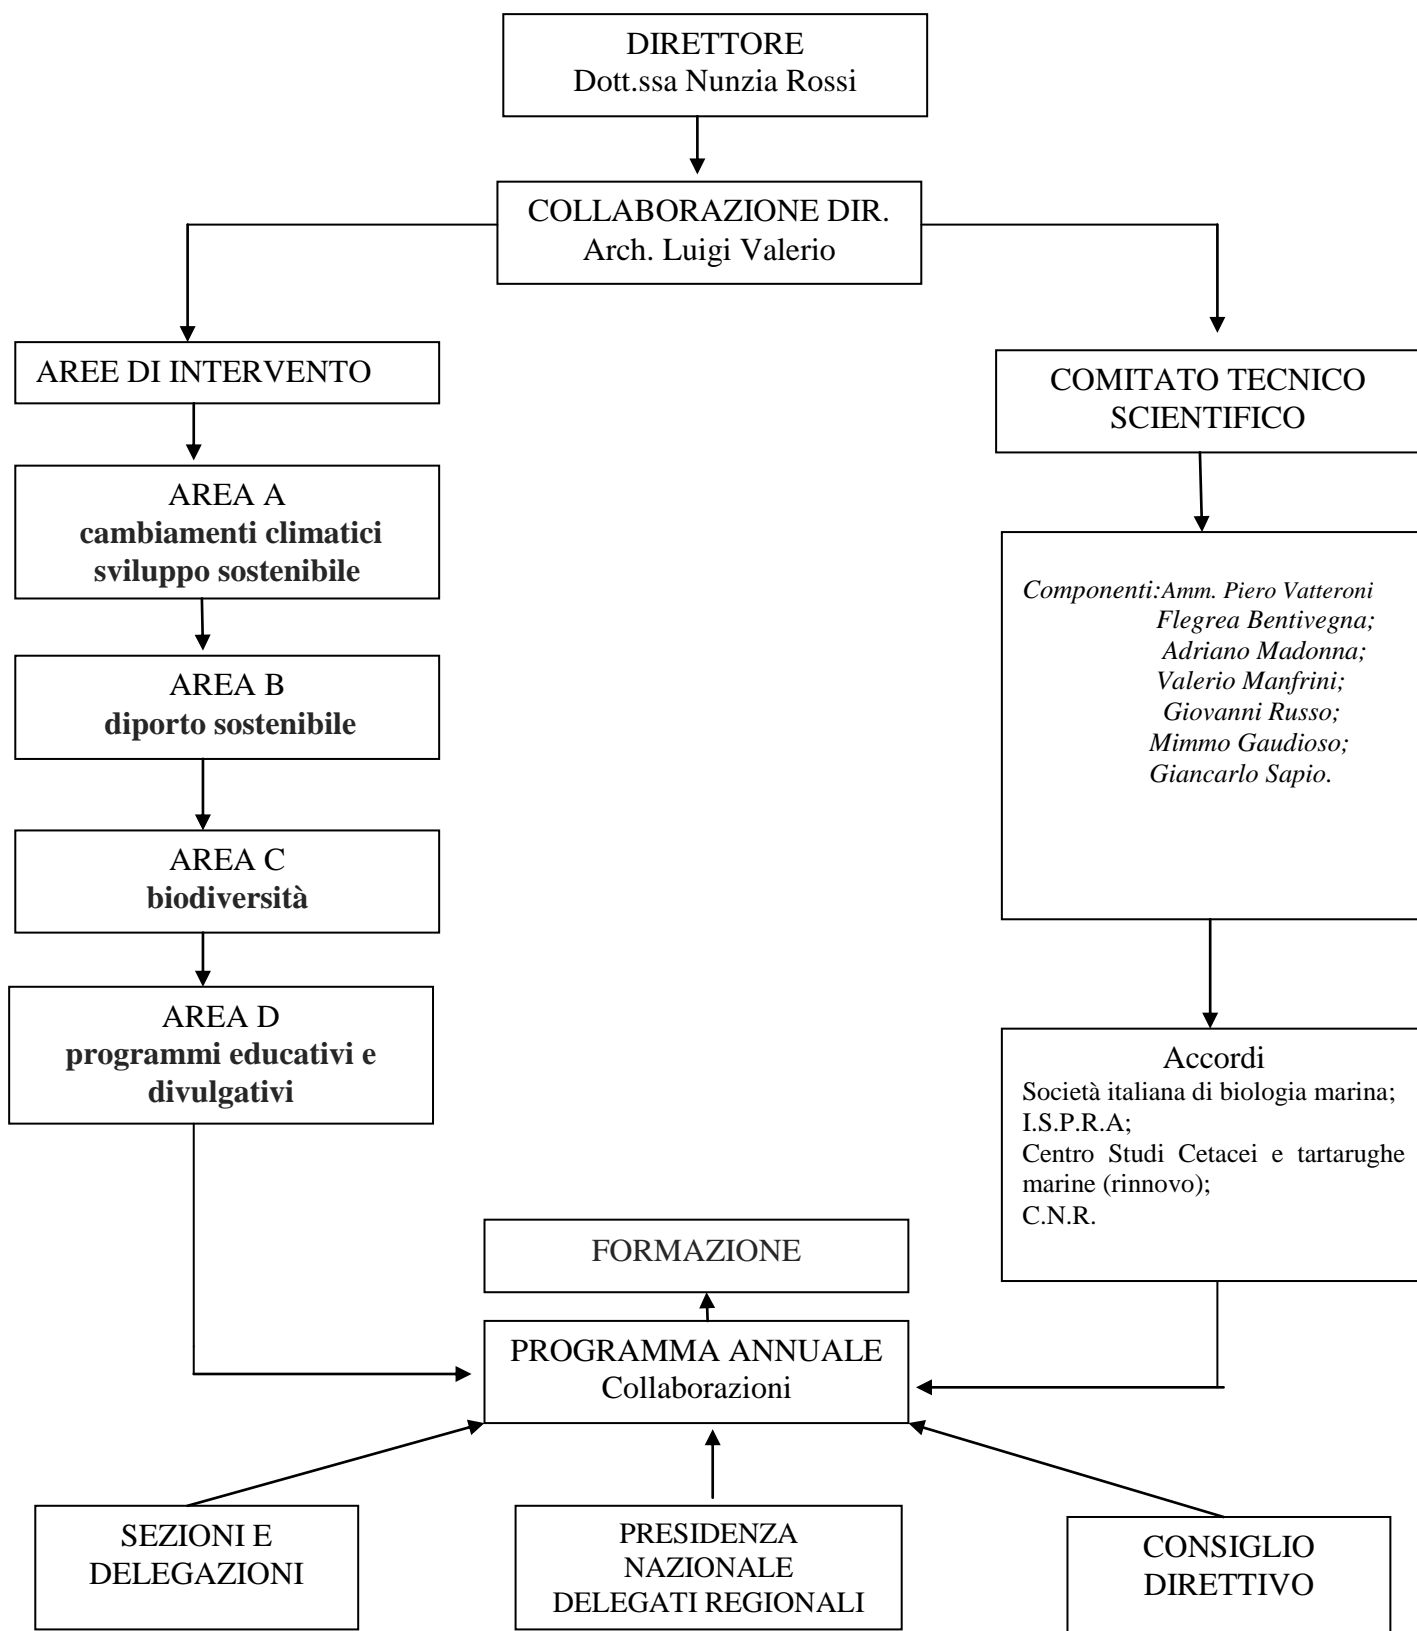 DIRETTORE
Dott.ssa Nunzia Rossi
COLLABORAZIONE DIR.
Arch. Luigi Valerio
AREE DI INTERVENTO
AREA A
cambiamenti climatici
sviluppo sostenibile
AREA B
diporto sostenibile
AREA C
biodiversità
AREA D
programmi educativi e
divulgativi
COMITATO TECNICO
SCIENTIFICO
Componenti:Amm. Piero Vatteroni
Flegrea Bentivegna;
Adriano Madonna;
Valerio Manfrini;
Giovanni Russo;
Mimmo Gaudioso;
Giancarlo Sapio.
Accordi
Società italiana di biologia marina;
I.S.P.R.A;
Centro Studi Cetacei e tartarughe
marine (rinnovo);
C.N.R.
FORMAZIONE
PROGRAMMA ANNUALE
Collaborazioni
SEZIONI E
DELEGAZIONI
PRESIDENZA
NAZIONALE
DELEGATI REGIONALI
CONSIGLIO
DIRETTIVO